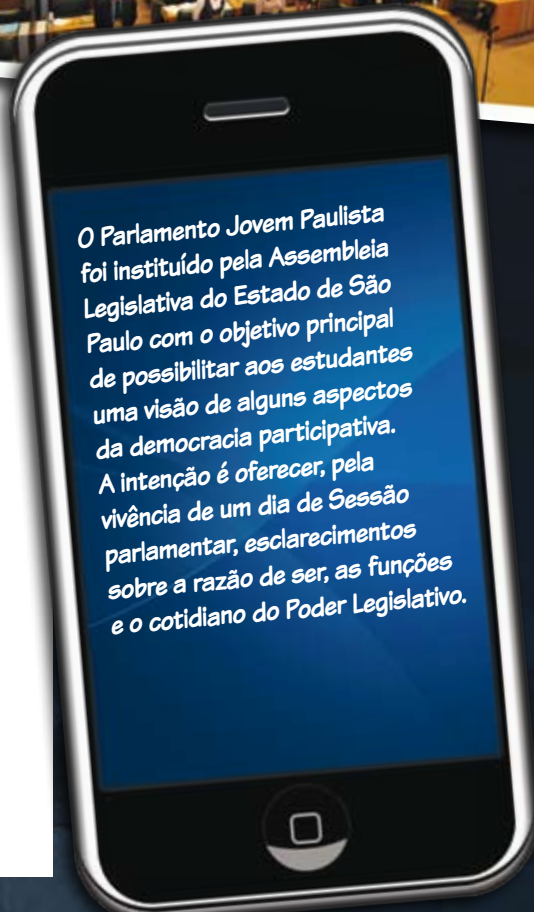 O Parlamento Jovem Paulista
foi instituído pela Assembleia
Legislativa do Estado de São
Paulo com o objetivo principal
de possibilitar aos estudantes
uma visão de alguns aspectos
da democracia participativa.
A intenção é oferecer, pela
vivência de um dia de Sessão
parlamentar, esclarecimentos
sobre a razão de ser, as funções
e o cotidiano do Poder Legislativo.